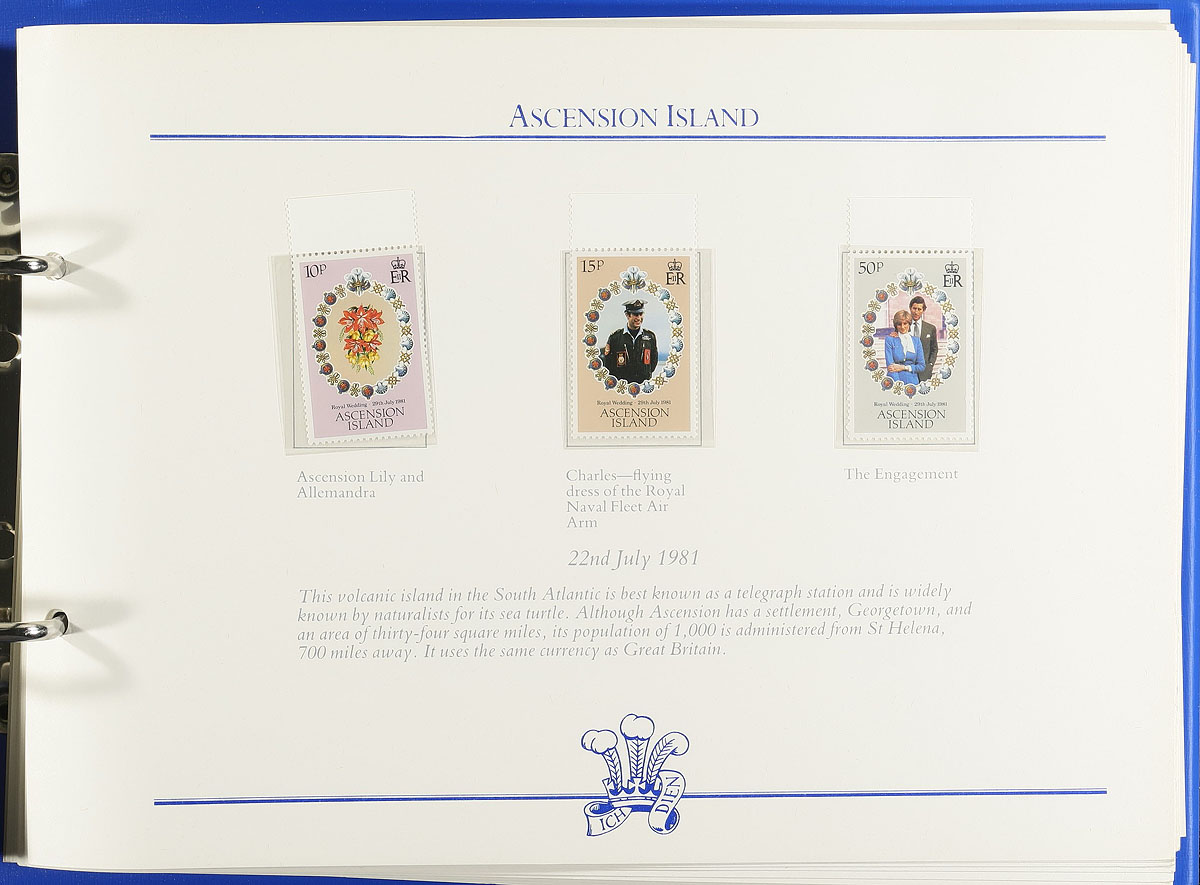 ASCENSION ISLAND
10P
EIIR
Royal Wedding · 29th July 1981
ASCENSION
ISLAND
15P
EIIR
Royal Wedding · 29th July 1981
ASCENSION
ISLAND
50P
EIIR
Royal Wedding · 29th July 1981
ASCENSION
ISLAND
Ascension Lily and
Allemandra
Charles—flying
dress of the Royal
Naval Fleet Air
Arm
The Engagement
22nd July 1981
This volcanic island in the South Atlantic is best known as a telegraph station and is widely
known by naturalists for its sea turtle. Although Ascension has a settlement, Georgetown, and
an area of thirty-four square miles, its population of 1,000 is administered from St Helena,
700 miles away. It uses the same currency as Great Britain.
ICH DIEN